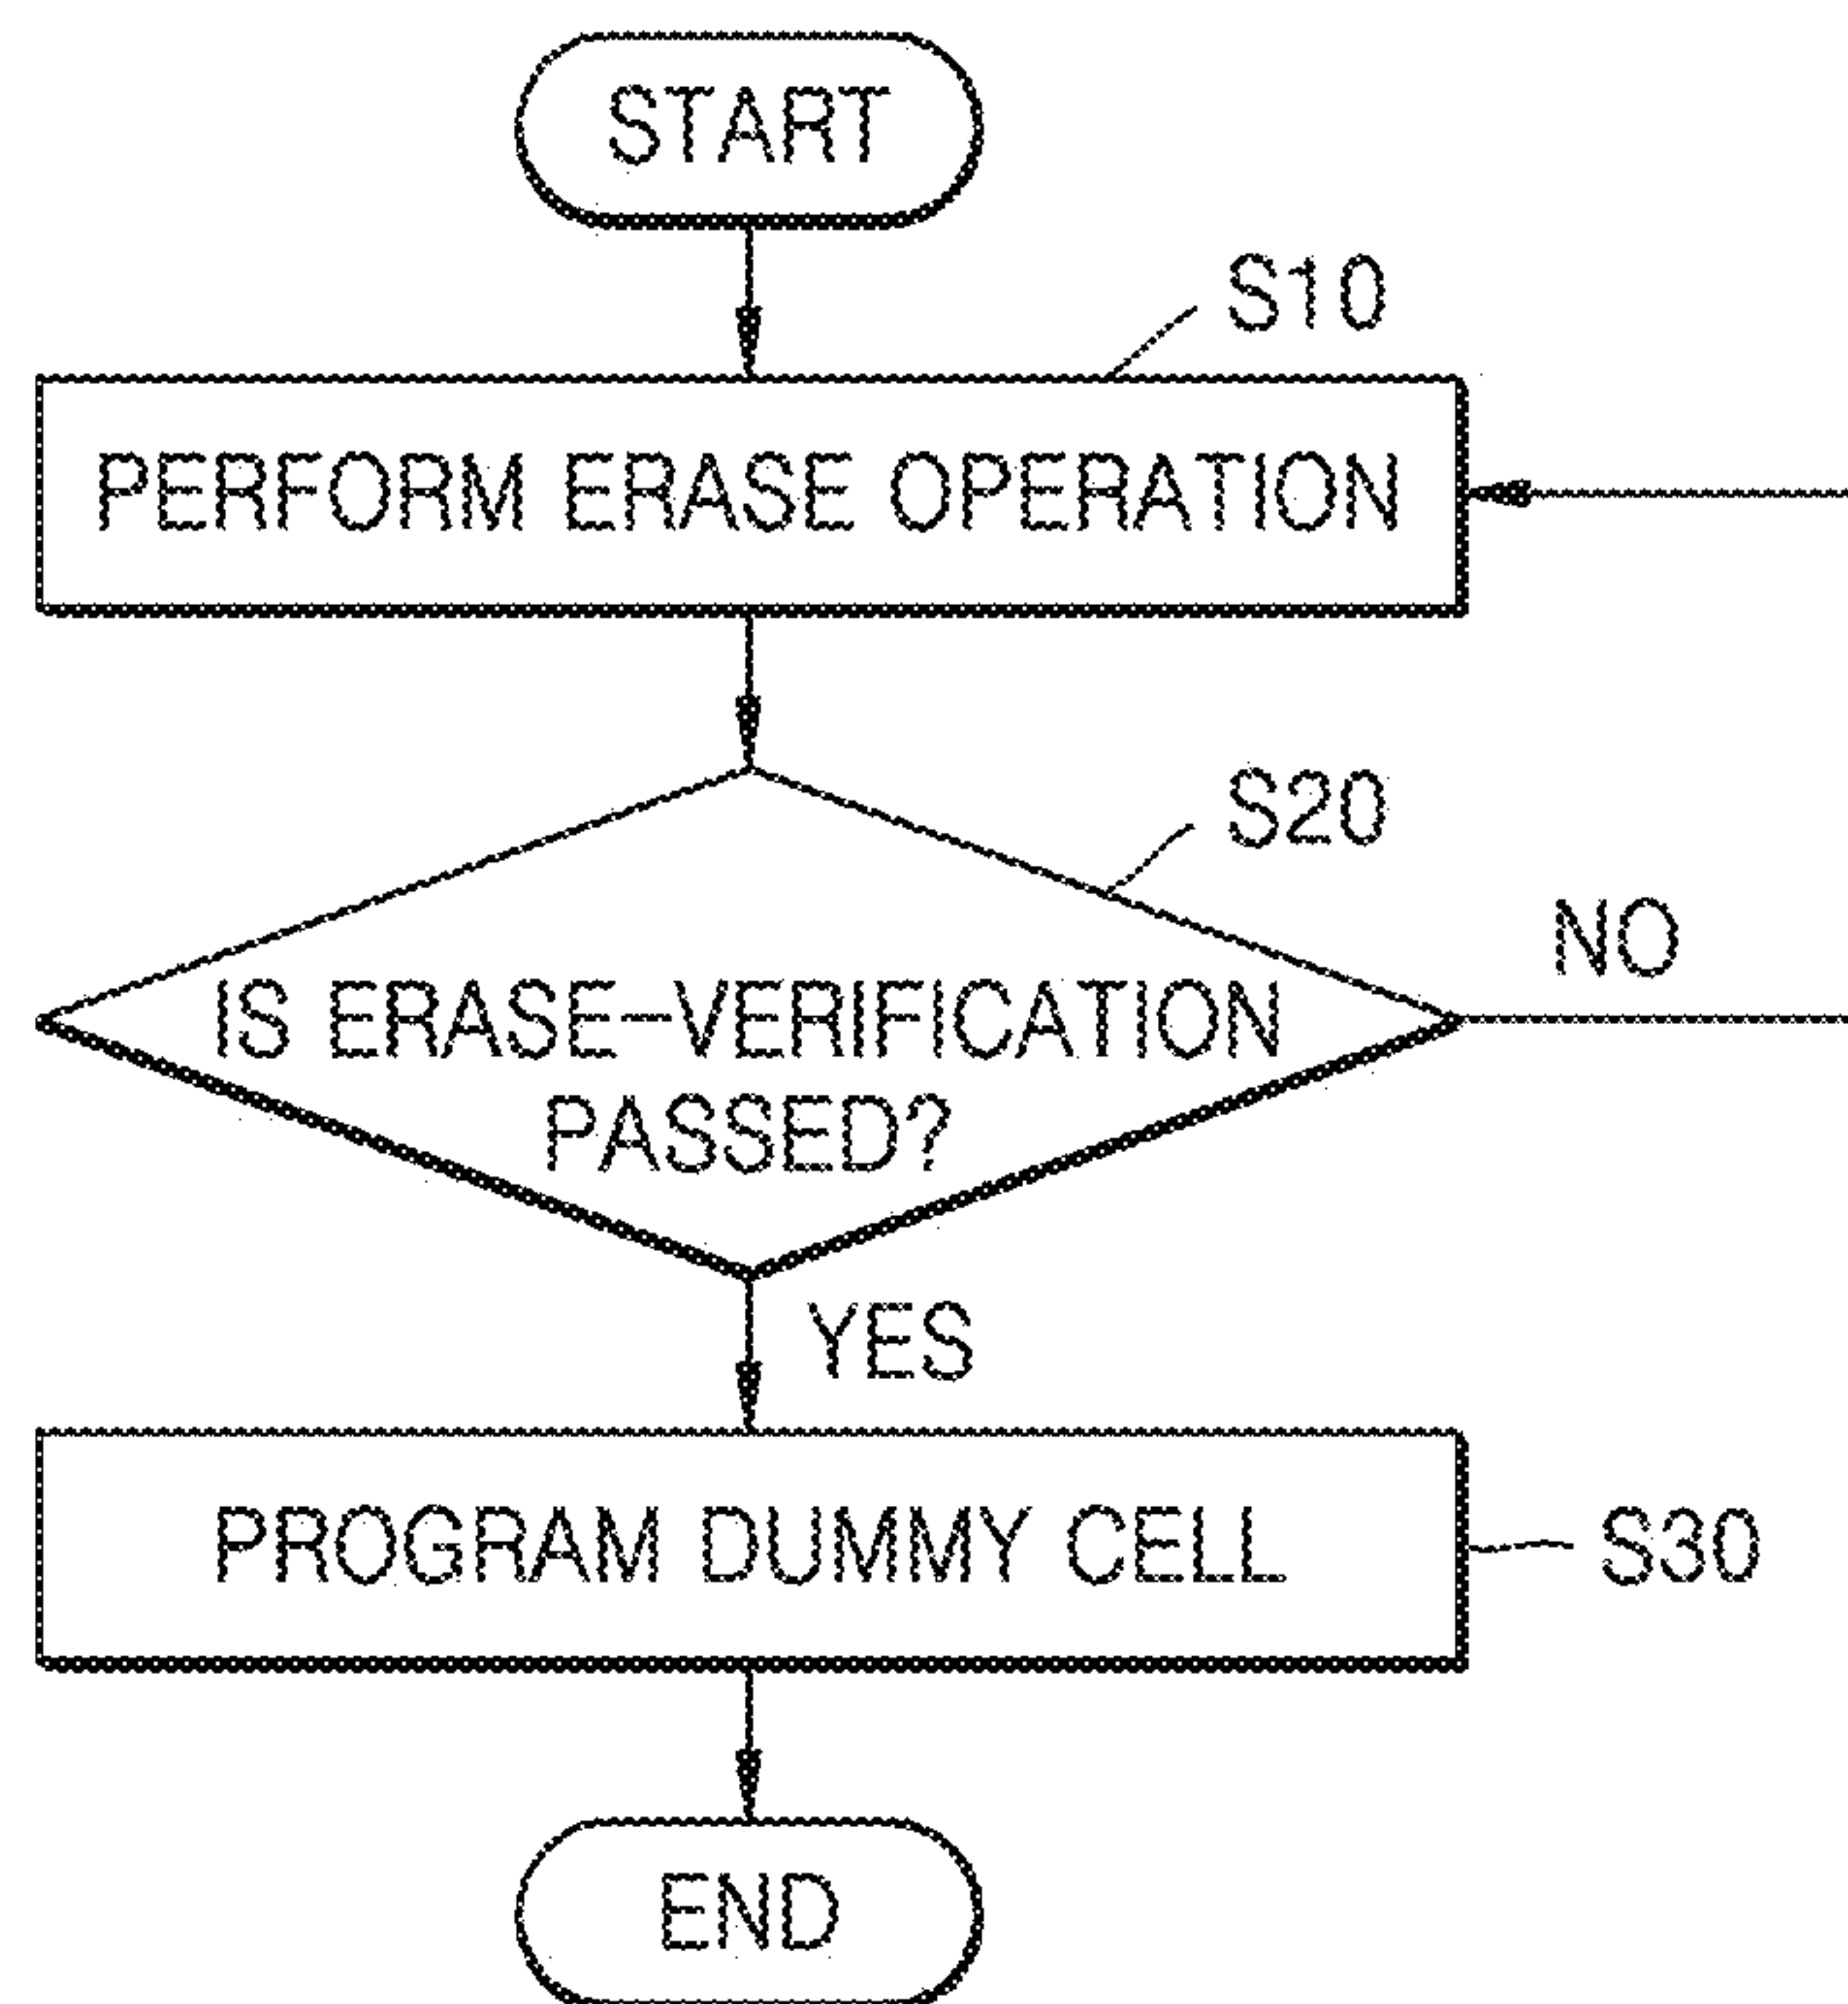 START
S10
PERFORM ERASE OPERATION
S20
NO
IS ERASE-VERIFICATION
PASSED?
YES
PROGRAM DUMMY CELL
S30
END